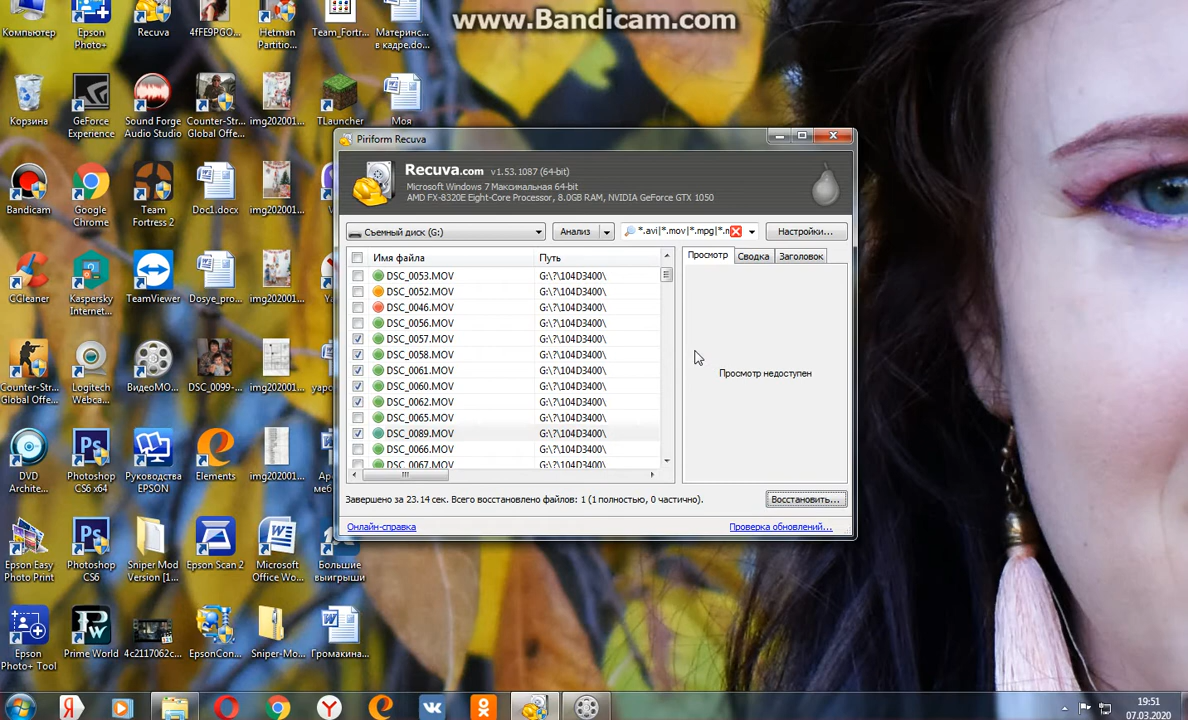 www.Bandicam.com
Компьютер
Epson Photo+
Recuva
4fFE9PGO...
Hetman Partitio...
Team_Fortr...
Материнс... в кадре.do...
Корзина
GeForce Experience
Sound Forge Audio Studio
Counter-Str... Global Offe...
img202001...
TLauncher
Моя
Bandicam
Google Chrome
Team Fortress 2
Doc1.docx
img202001...
CCleaner
Kaspersky Internet...
TeamViewer
Dosye_pro...
img202001...
Counter-Str... Global Offe...
Logitech Webca...
ВидеоМО...
DSC_0099-...
img202001...
DVD Archite...
Photoshop CS6 x64
Руководства EPSON
Elements
img202001...
Epson Easy Photo Print
Photoshop CS6
Sniper Mod Version [1...
Epson Scan 2
Microsoft Office Wo...
Большие выигрыши
Epson Photo+ Tool
Prime World
4c2117062c...
EpsonCon...
Sniper-Mo...
Громакина...
Piriform Recuva
Recuva.com v1.53.1087 (64-bit)
Microsoft Windows 7 Максимальная 64-bit
AMD FX-8320E Eight-Core Processor, 8.0GB RAM, NVIDIA GeForce GTX 1050
Съемный диск (G:)
Анализ
*.avi|*.mov|*.mpg|*.m
Настройки...
Имя файла Путь
Просмотр Сводка Заголовок
DSC_0053.MOV G:\?\104D3400\
DSC_0052.MOV G:\?\104D3400\
DSC_0046.MOV G:\?\104D3400\
DSC_0056.MOV G:\?\104D3400\
DSC_0057.MOV G:\?\104D3400\
DSC_0058.MOV G:\?\104D3400\
DSC_0061.MOV G:\?\104D3400\
DSC_0060.MOV G:\?\104D3400\
DSC_0062.MOV G:\?\104D3400\
DSC_0065.MOV G:\?\104D3400\
DSC_0089.MOV G:\?\104D3400\
DSC_0066.MOV G:\?\104D3400\
DSC_0067.MOV G:\?\104D3400\
Просмотр недоступен
Завершено за 23.14 сек. Всего восстановлено файлов: 1 (1 полностью, 0 частично).
Восстановить...
Онлайн-справка
Проверка обновлений...
19:51
07.03.2020